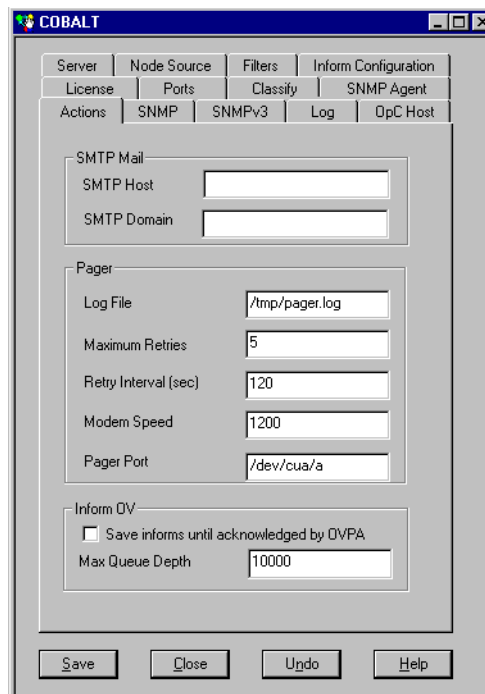 COBALT
Server Node Source Filters Inform Configuration
License Ports Classify SNMP Agent
Actions SNMP SNMPv3 Log OpC Host
SMTP Mail
SMTP Host
SMTP Domain
Pager
Log File /tmp/pager.log
Maximum Retries 5
Retry Interval (sec) 120
Modem Speed 1200
Pager Port /dev/cua/a
Inform OV
Save informs until acknowledged by OVPA
Max Queue Depth 10000
Save Close Undo Help